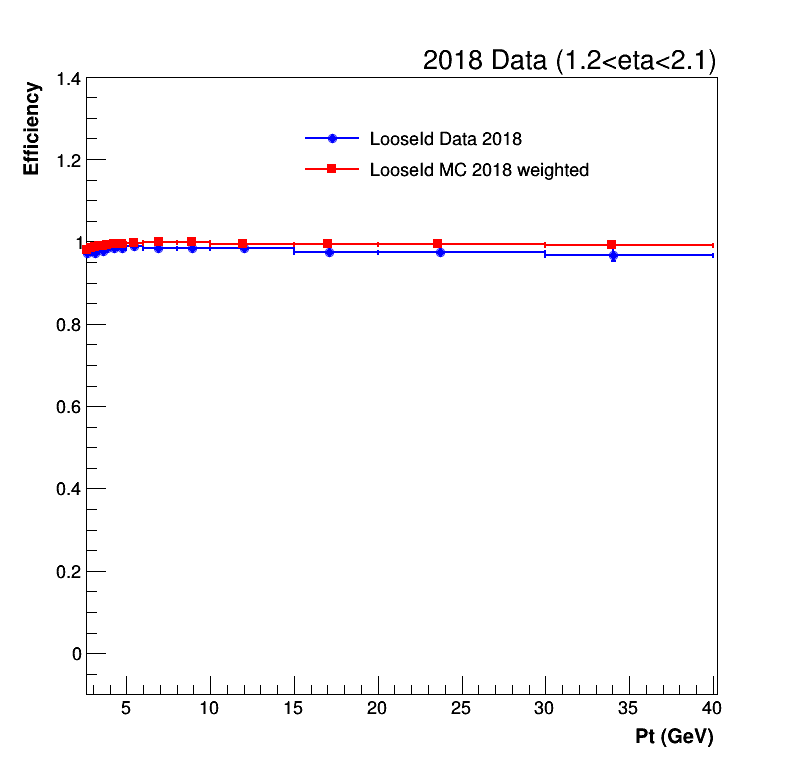 2018 Data (1.2<eta<2.1)
Efficiency
LooseId Data 2018
LooseId MC 2018 weighted
1.4
1.2
1
0.8
0.6
0.4
0.2
0
5 10 15 20 25 30 35 40
Pt (GeV)